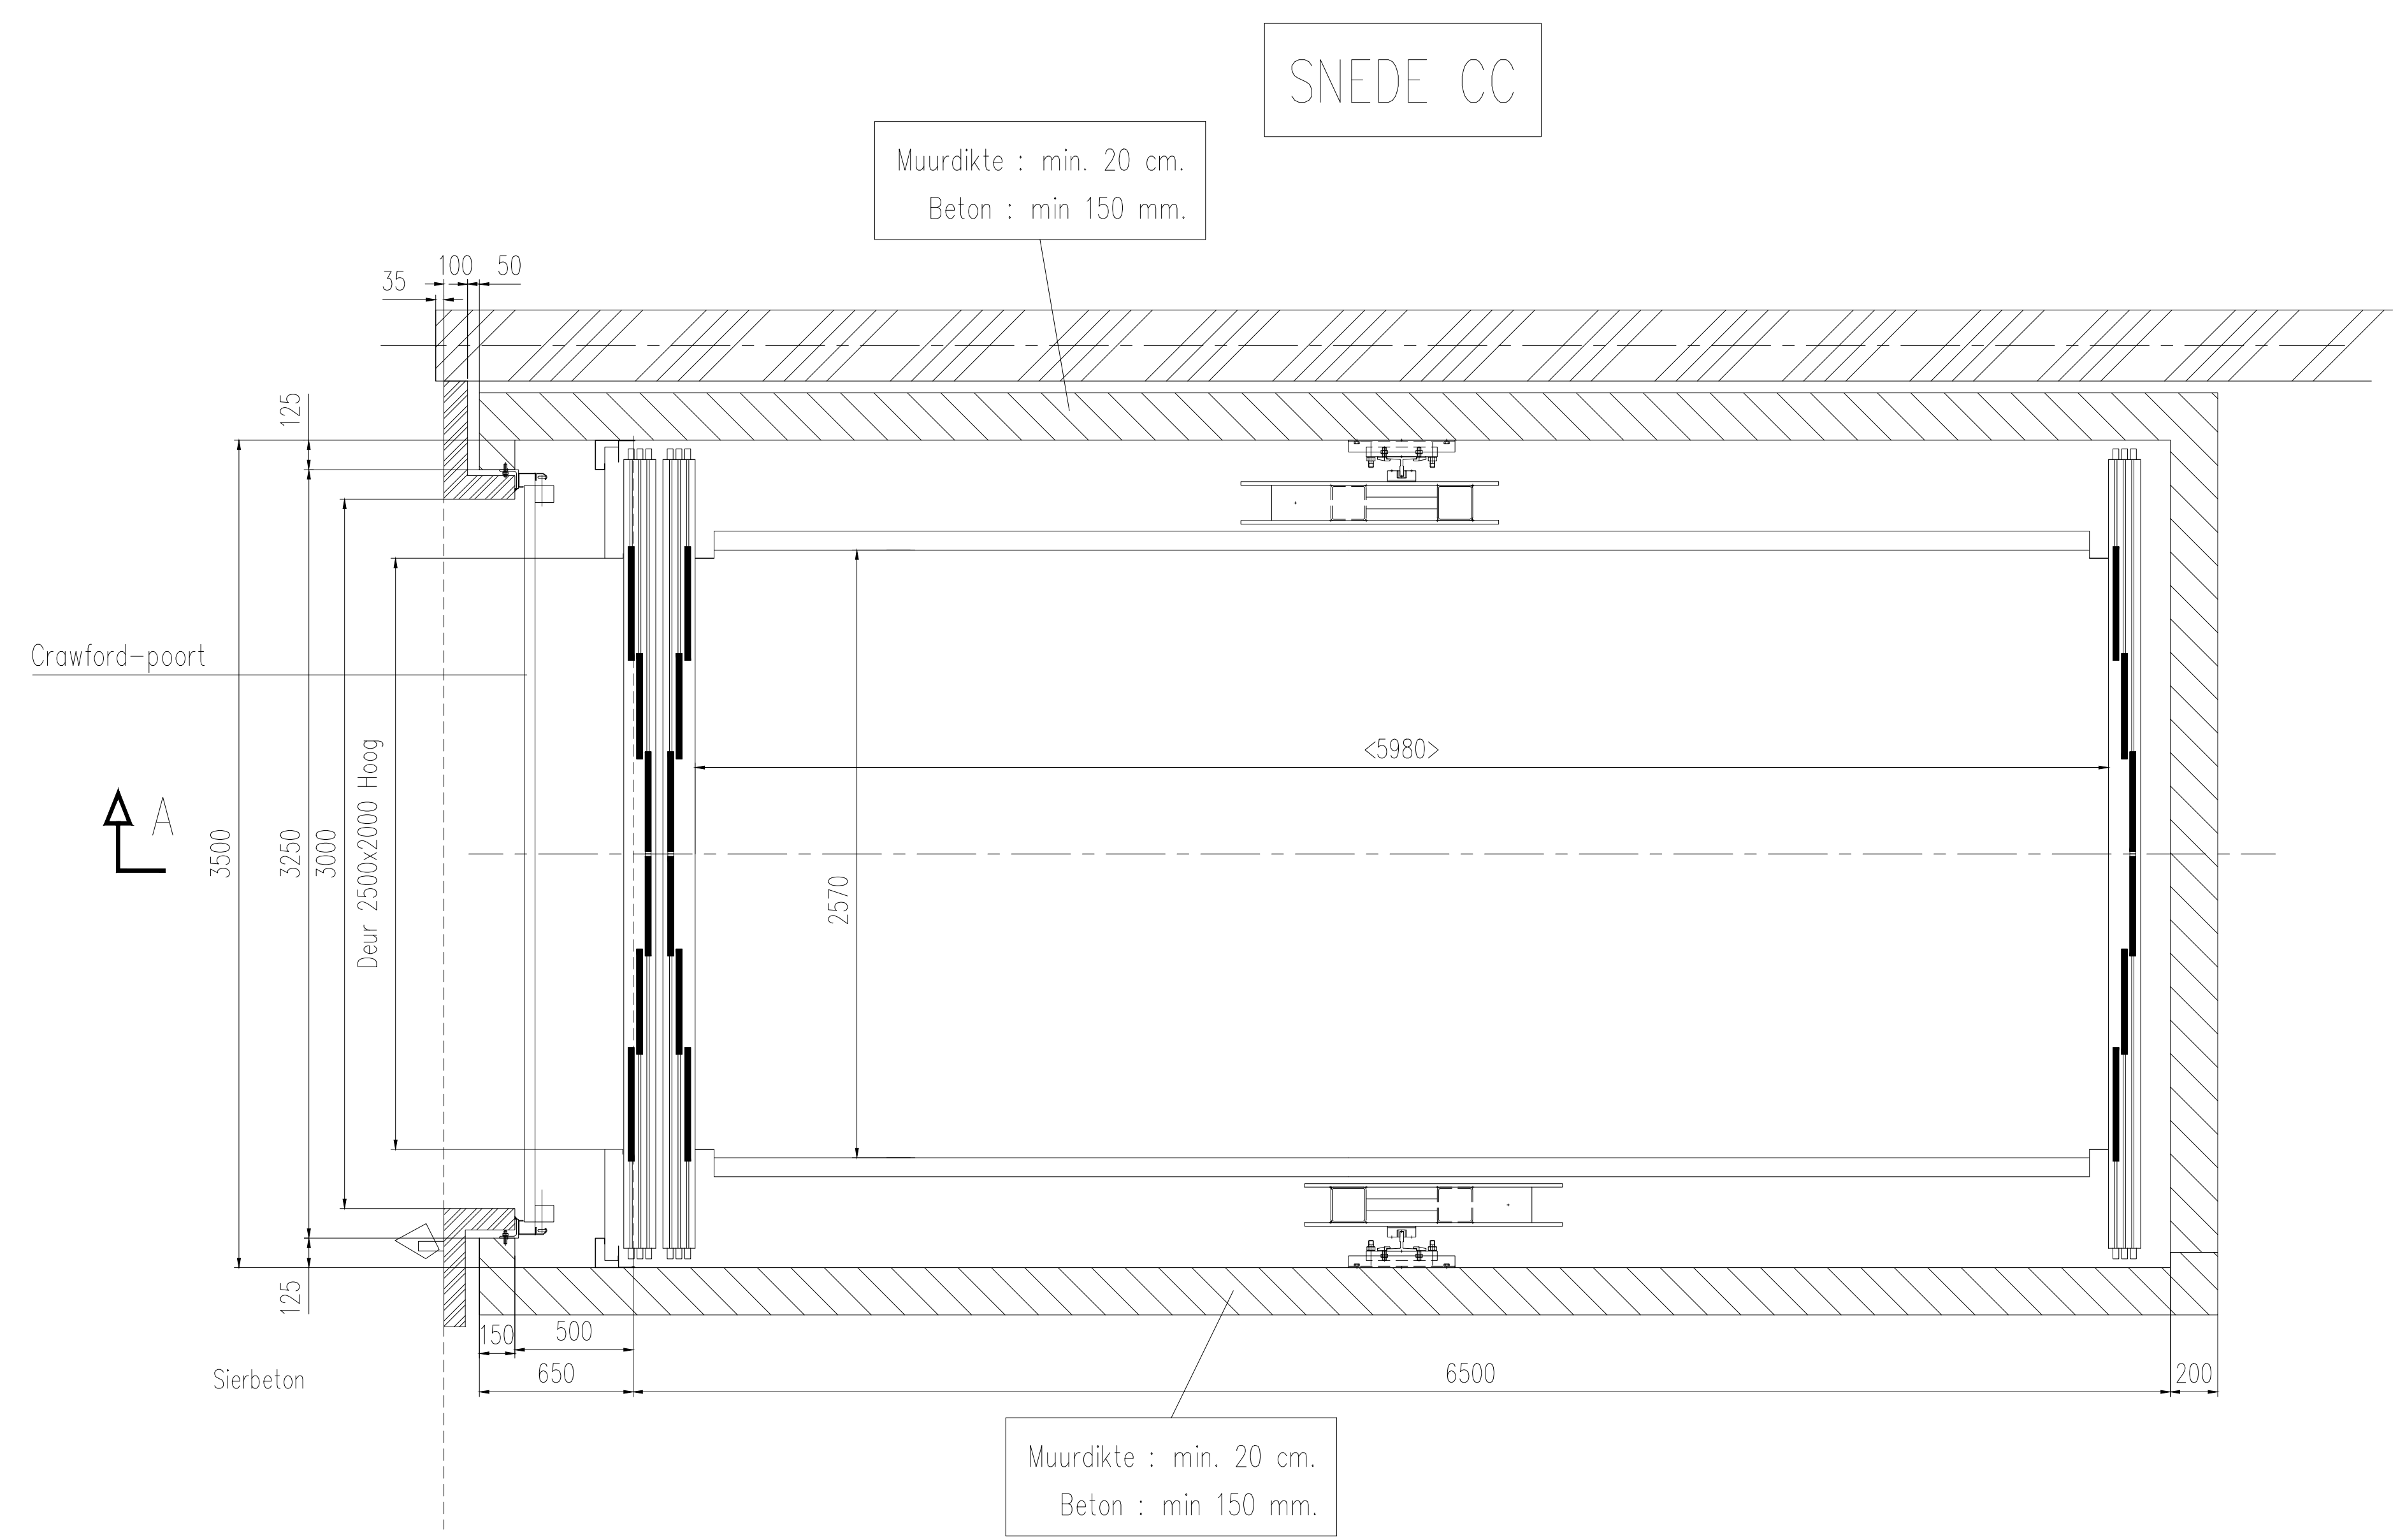 SNEDE CC
Muurdikte : min. 20 cm.
Beton : min 150 mm.
35
100
50
125
Crawford-poort
A
3500
3250
3000
Deur 2500x2000 Hoog
2570
<5980>
125
150
500
650
6500
200
Sierbeton
Muurdikte : min. 20 cm.
Beton : min 150 mm.